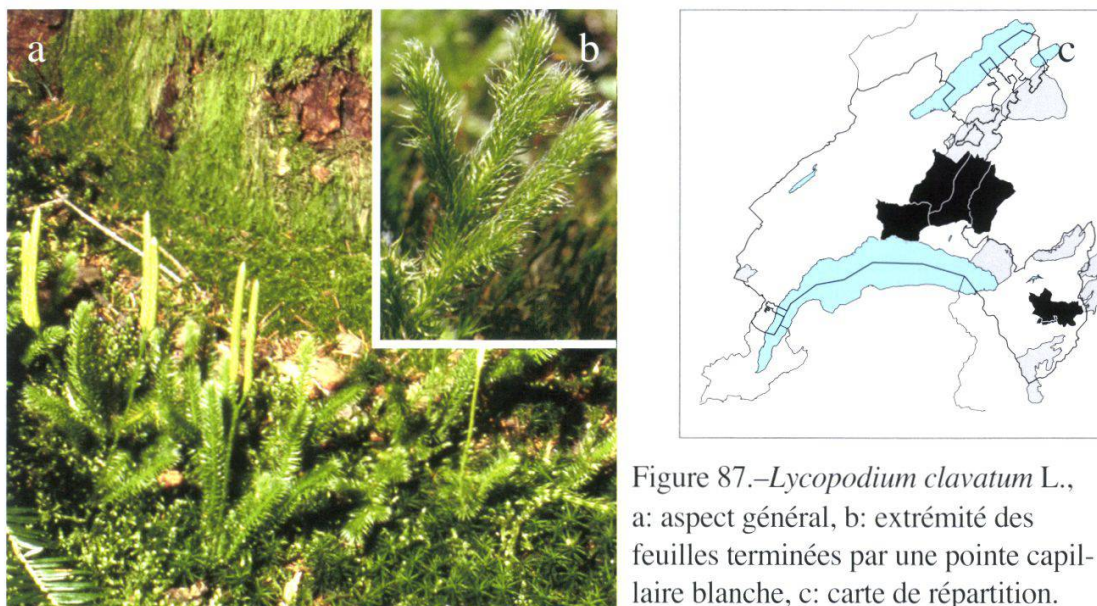 a
b
c
Figure 87.–Lycopodium clavatum L.,
a: aspect général, b: extrémité des
feuilles terminées par une pointe capil-
laire blanche, c: carte de répartition.